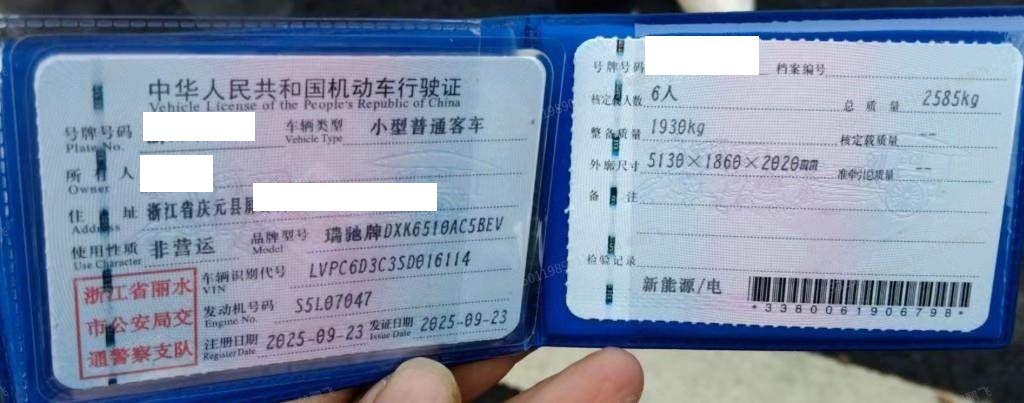 中华人民共和国机动车行驶证
Vehicle License of the People's Republic of China
号牌号码
Plate No.
车辆类型 小型普通客车
Vehicle Type
所有人
Owner
住址 浙江省庆元县
Address
使用性质 非营运
Use Character
品牌型号 瑞驰牌DXK6510AC5BEV
Model
浙江省丽水
市公安局交
通警察支队
车辆识别代号 LVPC6D3C3SD016114
VIN
发动机号码 S5L07047
Engine No.
注册日期 2025-09-23 发证日期 2025-09-23
Register Date Issue Date
号牌号码 档案编号
核定载人数 6人 总质量 2585kg
整备质量 1930kg 核定载质量 --
外廓尺寸 5130×1860×2020mm 准牵引总质量 --
备注
检验记录
新能源/电
*3380061906798*